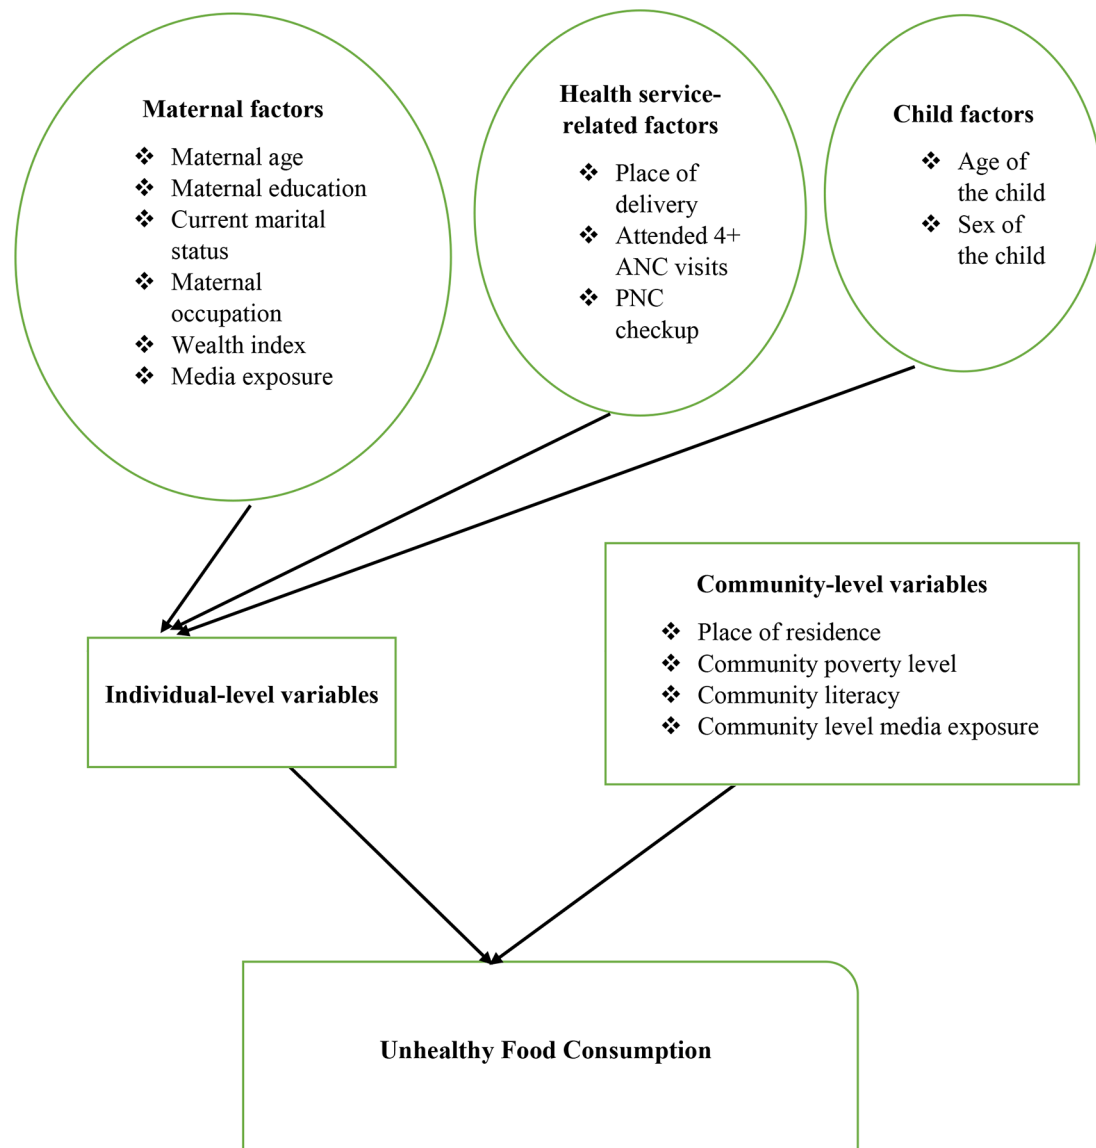 Maternal factors
❖ Maternal age
❖ Maternal education
❖ Current marital
status
❖ Maternal
occupation
❖ Wealth index
❖ Media exposure
Health service-
related factors
❖ Place of
delivery
❖ Attended 4+
ANC visits
❖ PNC
checkup
Child factors
❖ Age of
the child
❖ Sex of
the child
Individual-level variables
Community-level variables
❖ Place of residence
❖ Community poverty level
❖ Community literacy
❖ Community level media exposure
Unhealthy Food Consumption